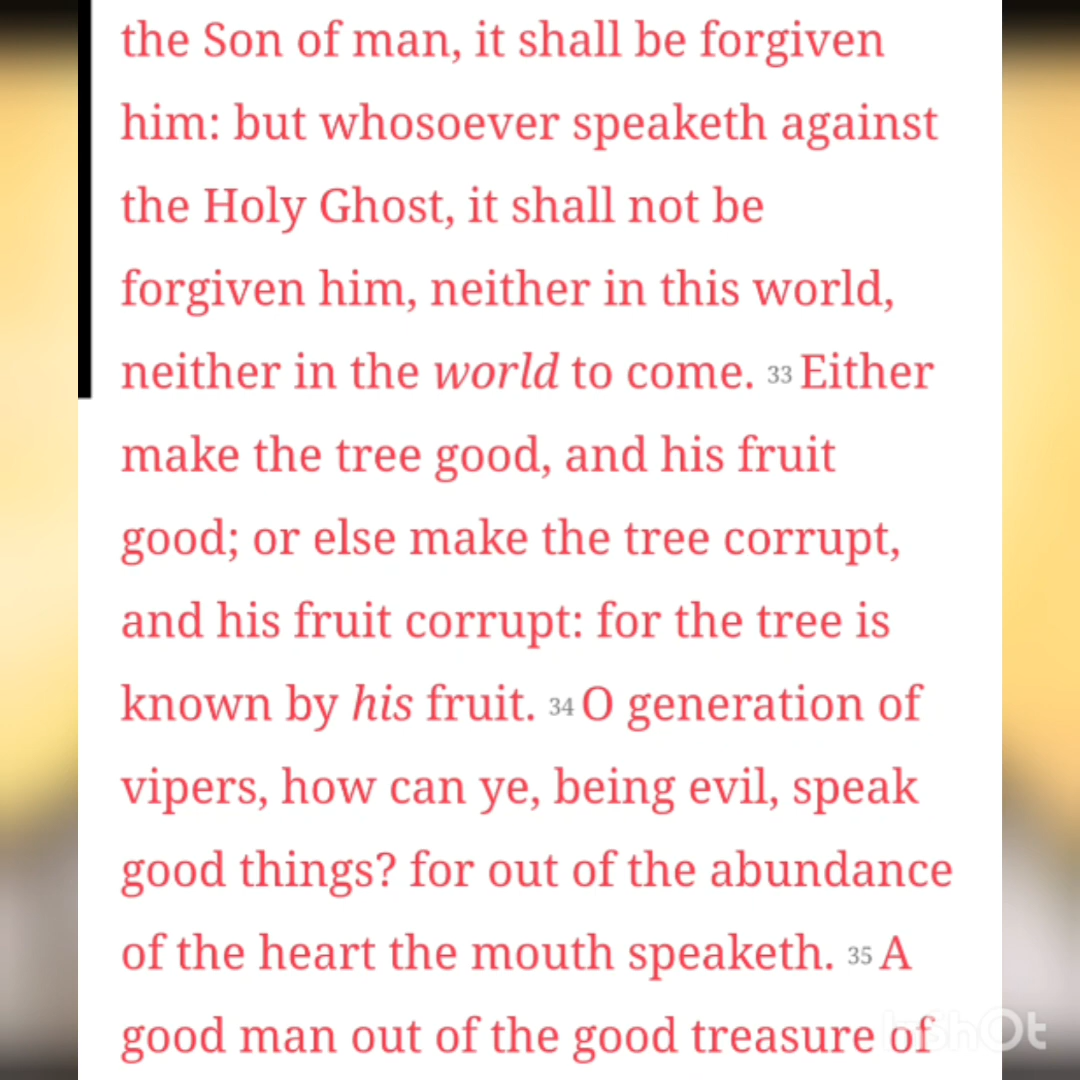 the Son of man, it shall be forgiven
him: but whosoever speaketh against
the Holy Ghost, it shall not be
forgiven him, neither in this world,
neither in the world to come. 33 Either
make the tree good, and his fruit
good; or else make the tree corrupt,
and his fruit corrupt: for the tree is
known by his fruit. 34 O generation of
vipers, how can ye, being evil, speak
good things? for out of the abundance
of the heart the mouth speaketh. 35 A
good man out of the good treasure of